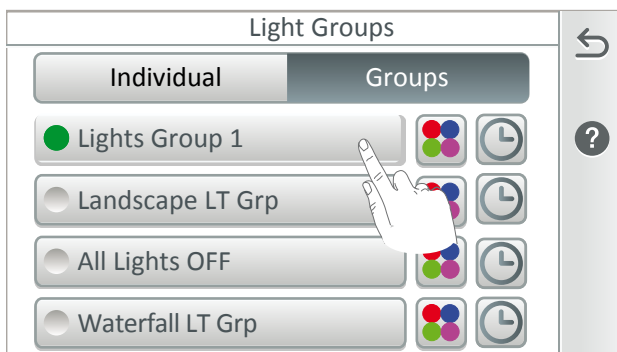 Light Groups
Individual Groups
Lights Group 1
?
Landscape LT Grp
All Lights OFF
Waterfall LT Grp